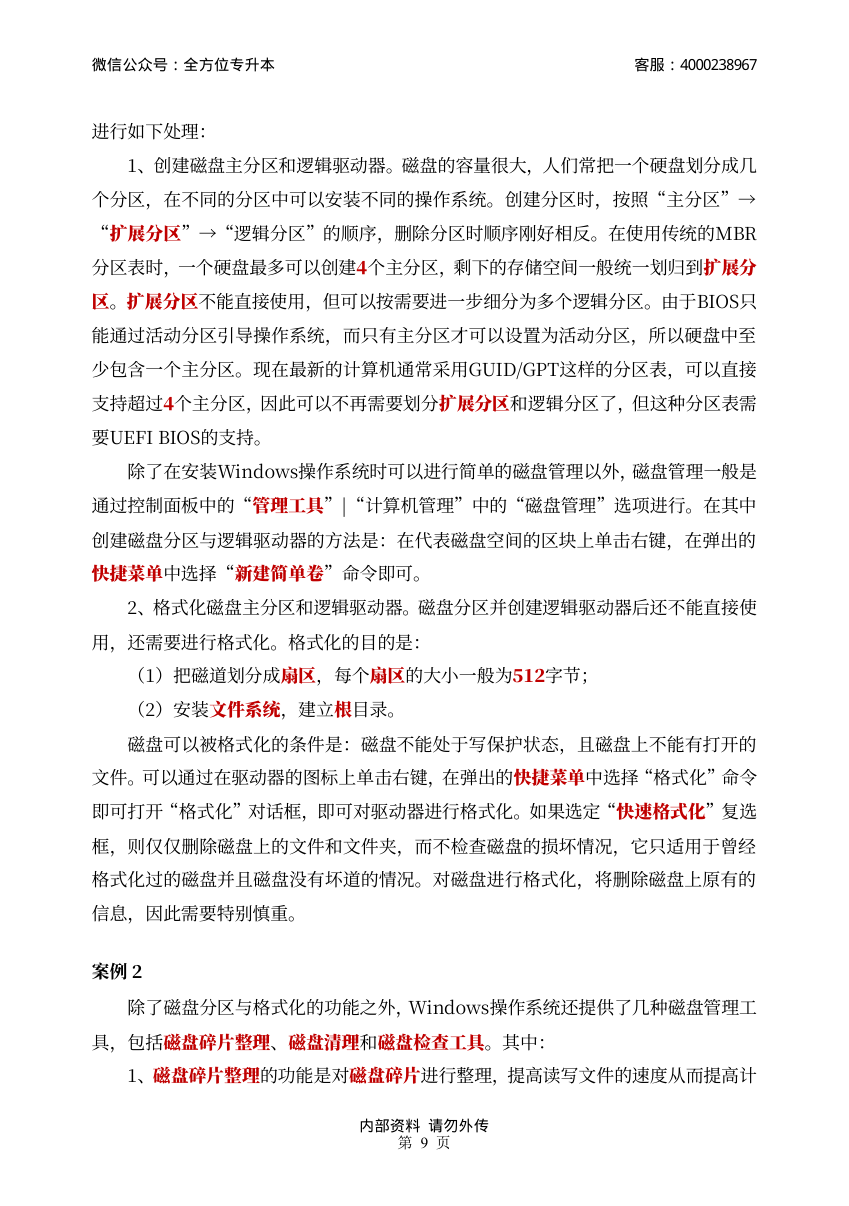 微信公众号：全方位专升本 客服：4000238967
进行如下处理：
1、创建磁盘主分区和逻辑驱动器。磁盘的容量很大，人们常把一个硬盘划分成几
个分区，在不同的分区中可以安装不同的操作系统。创建分区时，按照“主分区”→
“扩展分区”→“逻辑分区”的顺序，删除分区时顺序刚好相反。在使用传统的MBR
分区表时，一个硬盘最多可以创建4个主分区，剩下的存储空间一般统一划归到扩展分
区。扩展分区不能直接使用，但可以按需要进一步细分为多个逻辑分区。由于BIOS只
能通过活动分区引导操作系统，而只有主分区才可以设置为活动分区，所以硬盘中至
少包含一个主分区。现在最新的计算机通常采用GUID/GPT这样的分区表，可以直接
支持超过4个主分区，因此可以不再需要划分扩展分区和逻辑分区了，但这种分区表需
要UEFI BIOS的支持。
除了在安装Windows操作系统时可以进行简单的磁盘管理以外，磁盘管理一般是
通过控制面板中的“管理工具”|“计算机管理”中的“磁盘管理”选项进行。在其中
创建磁盘分区与逻辑驱动器的方法是：在代表磁盘空间的区块上单击右键，在弹出的
快捷菜单中选择“新建简单卷”命令即可。
2、格式化磁盘主分区和逻辑驱动器。磁盘分区并创建逻辑驱动器后还不能直接使
用，还需要进行格式化。格式化的目的是：
（1）把磁道划分成扇区，每个扇区的大小一般为512字节；
（2）安装文件系统，建立根目录。
磁盘可以被格式化的条件是：磁盘不能处于写保护状态，且磁盘上不能有打开的
文件。可以通过在驱动器的图标上单击右键，在弹出的快捷菜单中选择“格式化”命令
即可打开“格式化”对话框，即可对驱动器进行格式化。如果选定“快速格式化”复选
框，则仅仅删除磁盘上的文件和文件夹，而不检查磁盘的损坏情况，它只适用于曾经
格式化过的磁盘并且磁盘没有坏道的情况。对磁盘进行格式化，将删除磁盘上原有的
信息，因此需要特别慎重。
案例 2
除了磁盘分区与格式化的功能之外，Windows操作系统还提供了几种磁盘管理工
具，包括磁盘碎片整理、磁盘清理和磁盘检查工具。其中：
1、磁盘碎片整理的功能是对磁盘碎片进行整理，提高读写文件的速度从而提高计
内部资料 请勿外传
第 9 页